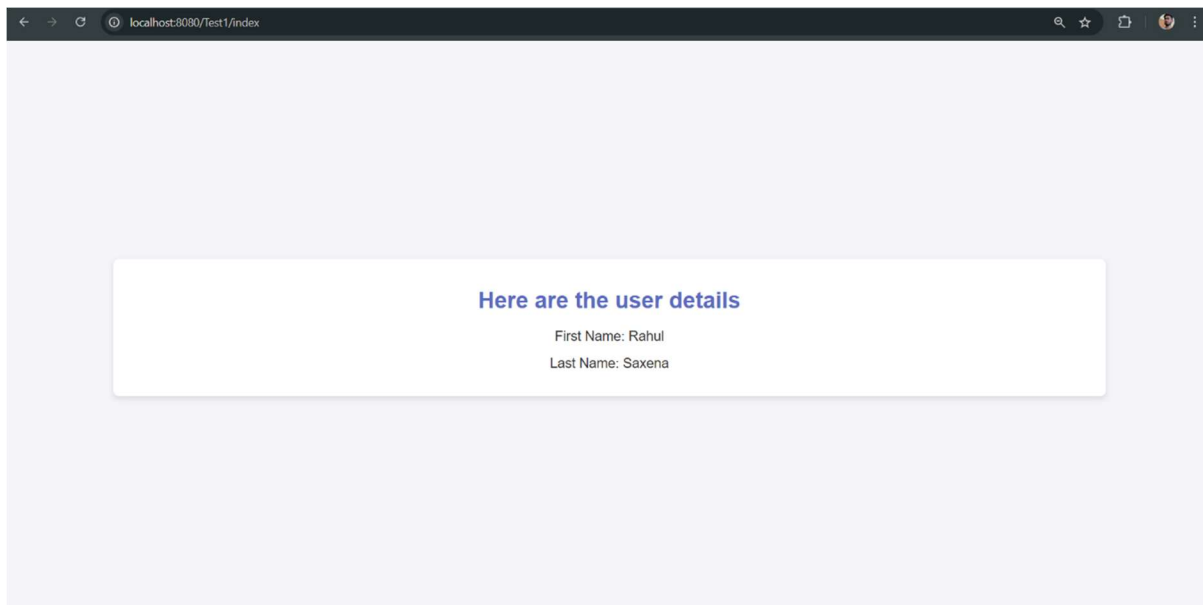 localhost:8080/Test1/index
Here are the user details
First Name: Rahul
Last Name: Saxena